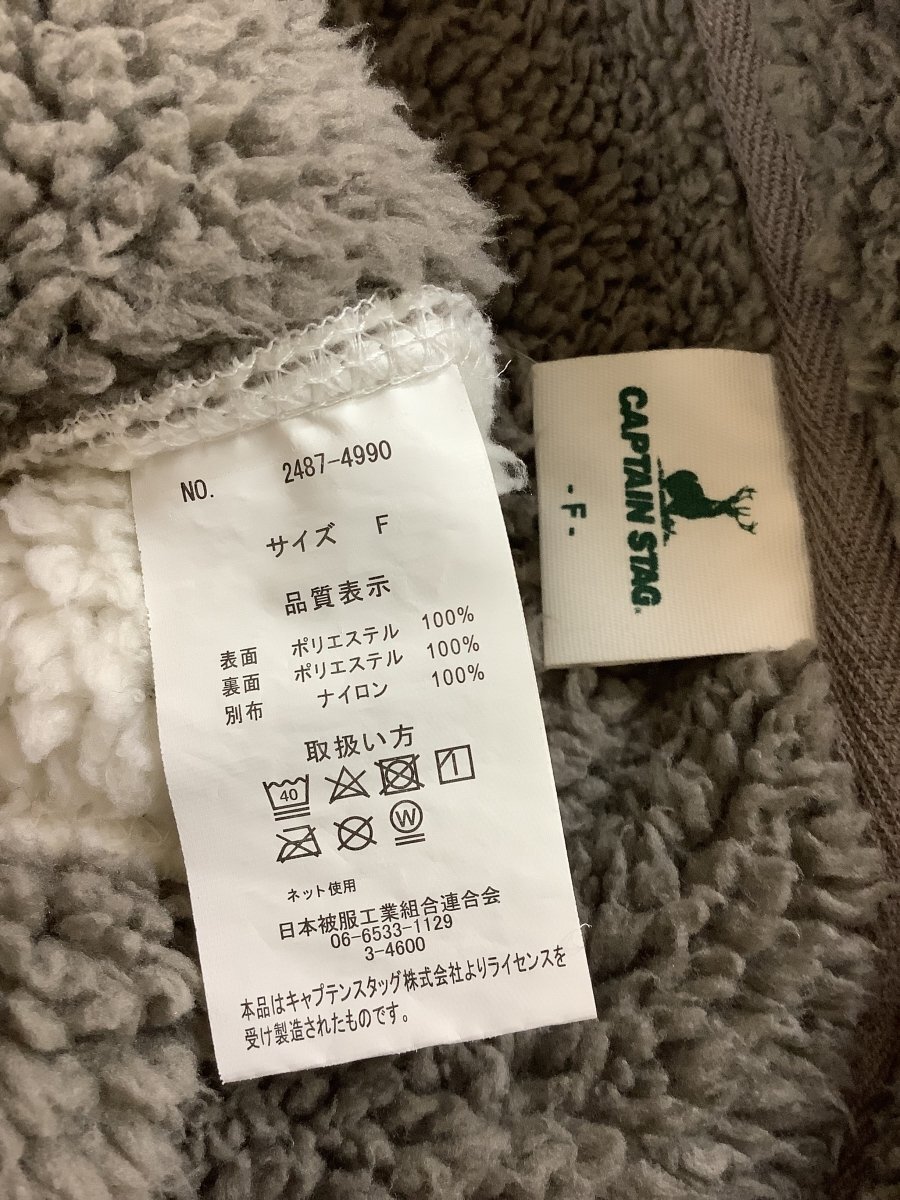 NO. 2487-4990
サイズ F
品質表示
表面 ポリエステル 100%
裏面 ポリエステル 100%
別布 ナイロン 100%
取扱い方
40
W
ネット使用
日本被服工業組合連合会
06-6533-1129
3-4600
本品はキャプテンスタッグ株式会社よりライセンスを
受け製造されたものです。
CAPTAIN STAG
-F-